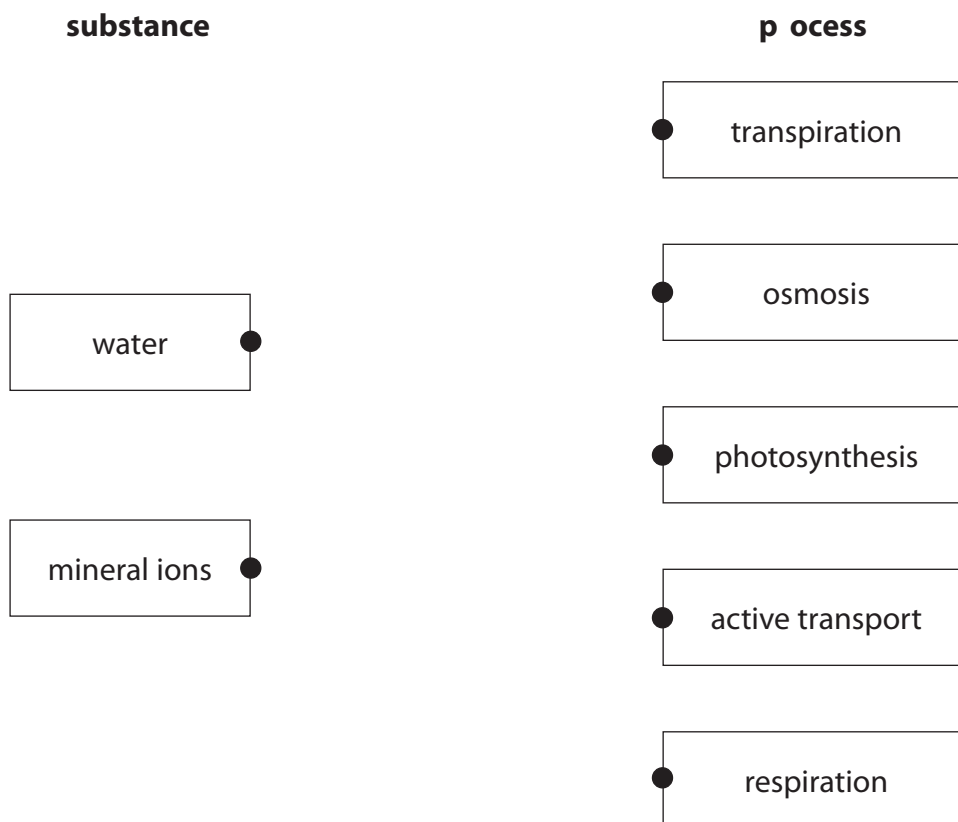 substance
p ocess
transpiration
osmosis
water
photosynthesis
mineral ions
active transport
respiration